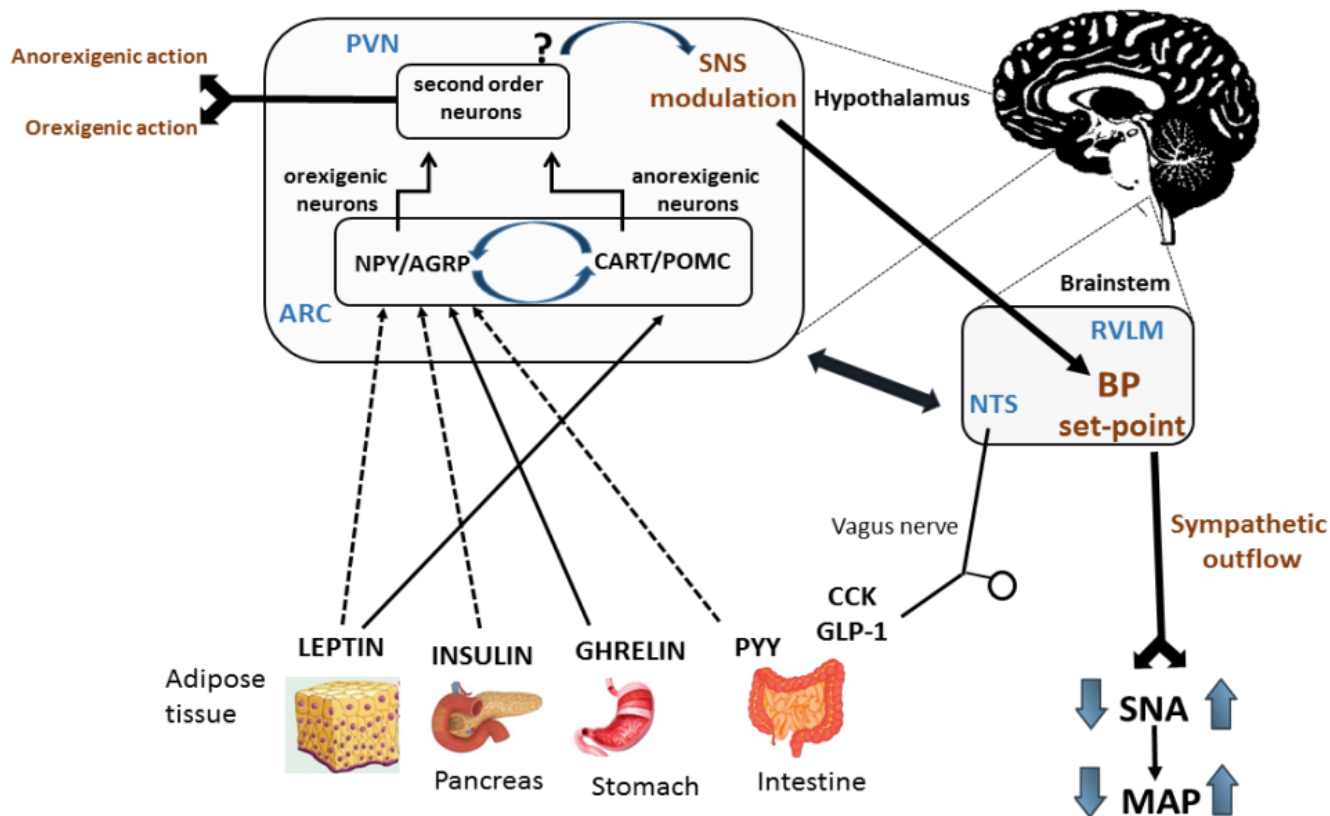 PVN
?
Anorexigenic action
Orexigenic action
second order
neurons
SNS
modulation
Hypothalamus
orexigenic
neurons
anorexigenic
neurons
NPY/AGRP
CART/POMC
ARC
Brainstem
RVLM
BP
set-point
NTS
Vagus nerve
Sympathetic
outflow
CCK
GLP-1
LEPTIN
INSULIN
GHRELIN
PYY
Adipose
tissue
Pancreas
Stomach
Intestine
SNA
MAP